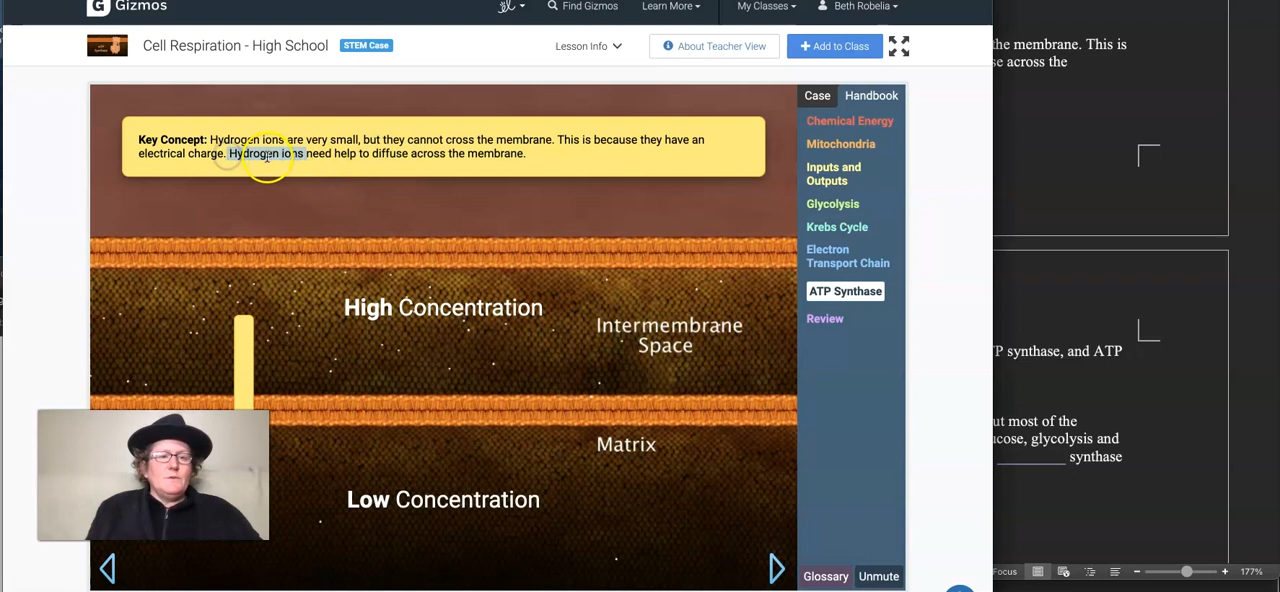 G Gizmos
Find Gizmos
Learn More
My Classes
Beth Robelia
ATP
Synthase
Cell Respiration - High School
STEM Case
Lesson Info
About Teacher View
+ Add to Class
Key Concept: Hydrogen ions are very small, but they cannot cross the membrane. This is because they have an
electrical charge. Hydrogen ions need help to diffuse across the membrane.
High Concentration
Intermembrane
Space
Matrix
Low Concentration
Case
Handbook
Chemical Energy
Mitochondria
Inputs and
Outputs
Glycolysis
Krebs Cycle
Electron
Transport Chain
ATP Synthase
Review
Glossary
Unmute
the membrane. This is
se across the
P synthase, and ATP
ut most of the
ucose, glycolysis and
________ synthase
Focus
177%